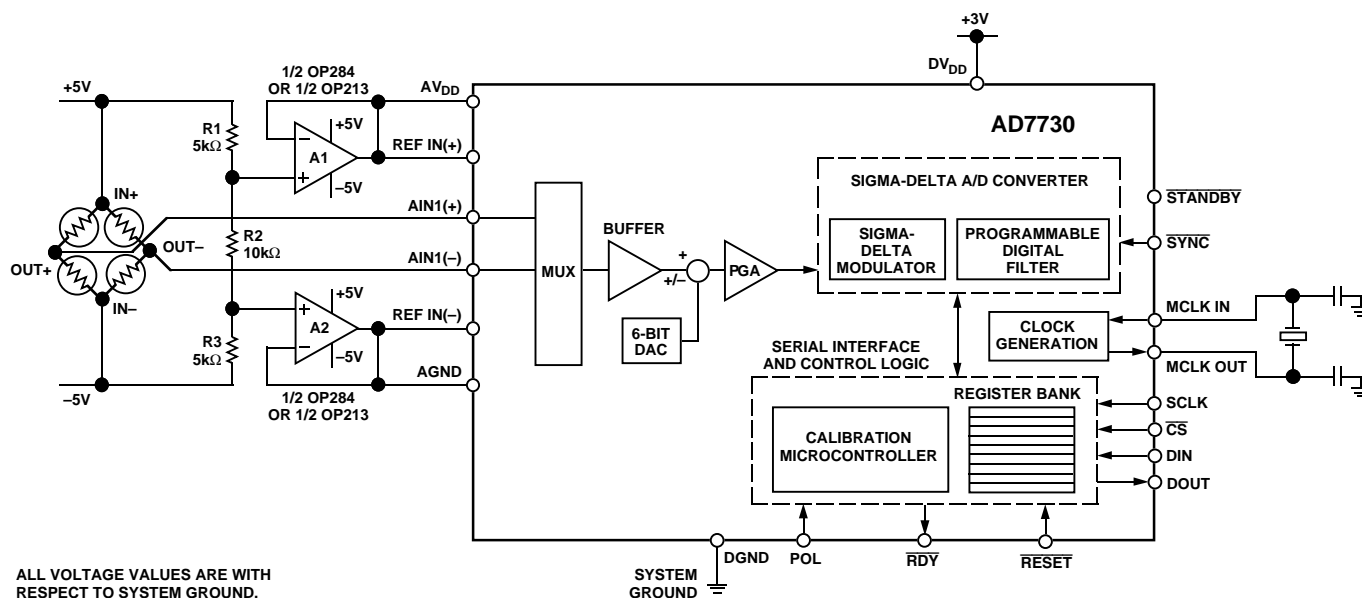 +3V
DVDD
1/2 OP284
OR 1/2 OP213
+5V
AVDD
AD7730
R1
5kΩ
+5V
−
A1
+
−5V
REF IN(+)
SIGMA-DELTA A/D CONVERTER
STANDBY
IN+
AIN1(+)
BUFFER
SIGMA-
DELTA
MODULATOR
PROGRAMMABLE
DIGITAL
FILTER
SYNC
OUT–
R2
10kΩ
OUT+
AIN1(–)
MUX
+
+/–
PGA
IN–
+5V
+
A2
−
–5V
REF IN(–)
6-BIT
DAC
CLOCK
GENERATION
MCLK IN
R3
5kΩ
SERIAL INTERFACE
AND CONTROL LOGIC
MCLK OUT
–5V
AGND
1/2 OP284
OR 1/2 OP213
REGISTER BANK
SCLK
CS
CALIBRATION
MICROCONTROLLER
DIN
DOUT
DGND
POL
RDY
RESET
SYSTEM
GROUND
ALL VOLTAGE VALUES ARE WITH
RESPECT TO SYSTEM GROUND.